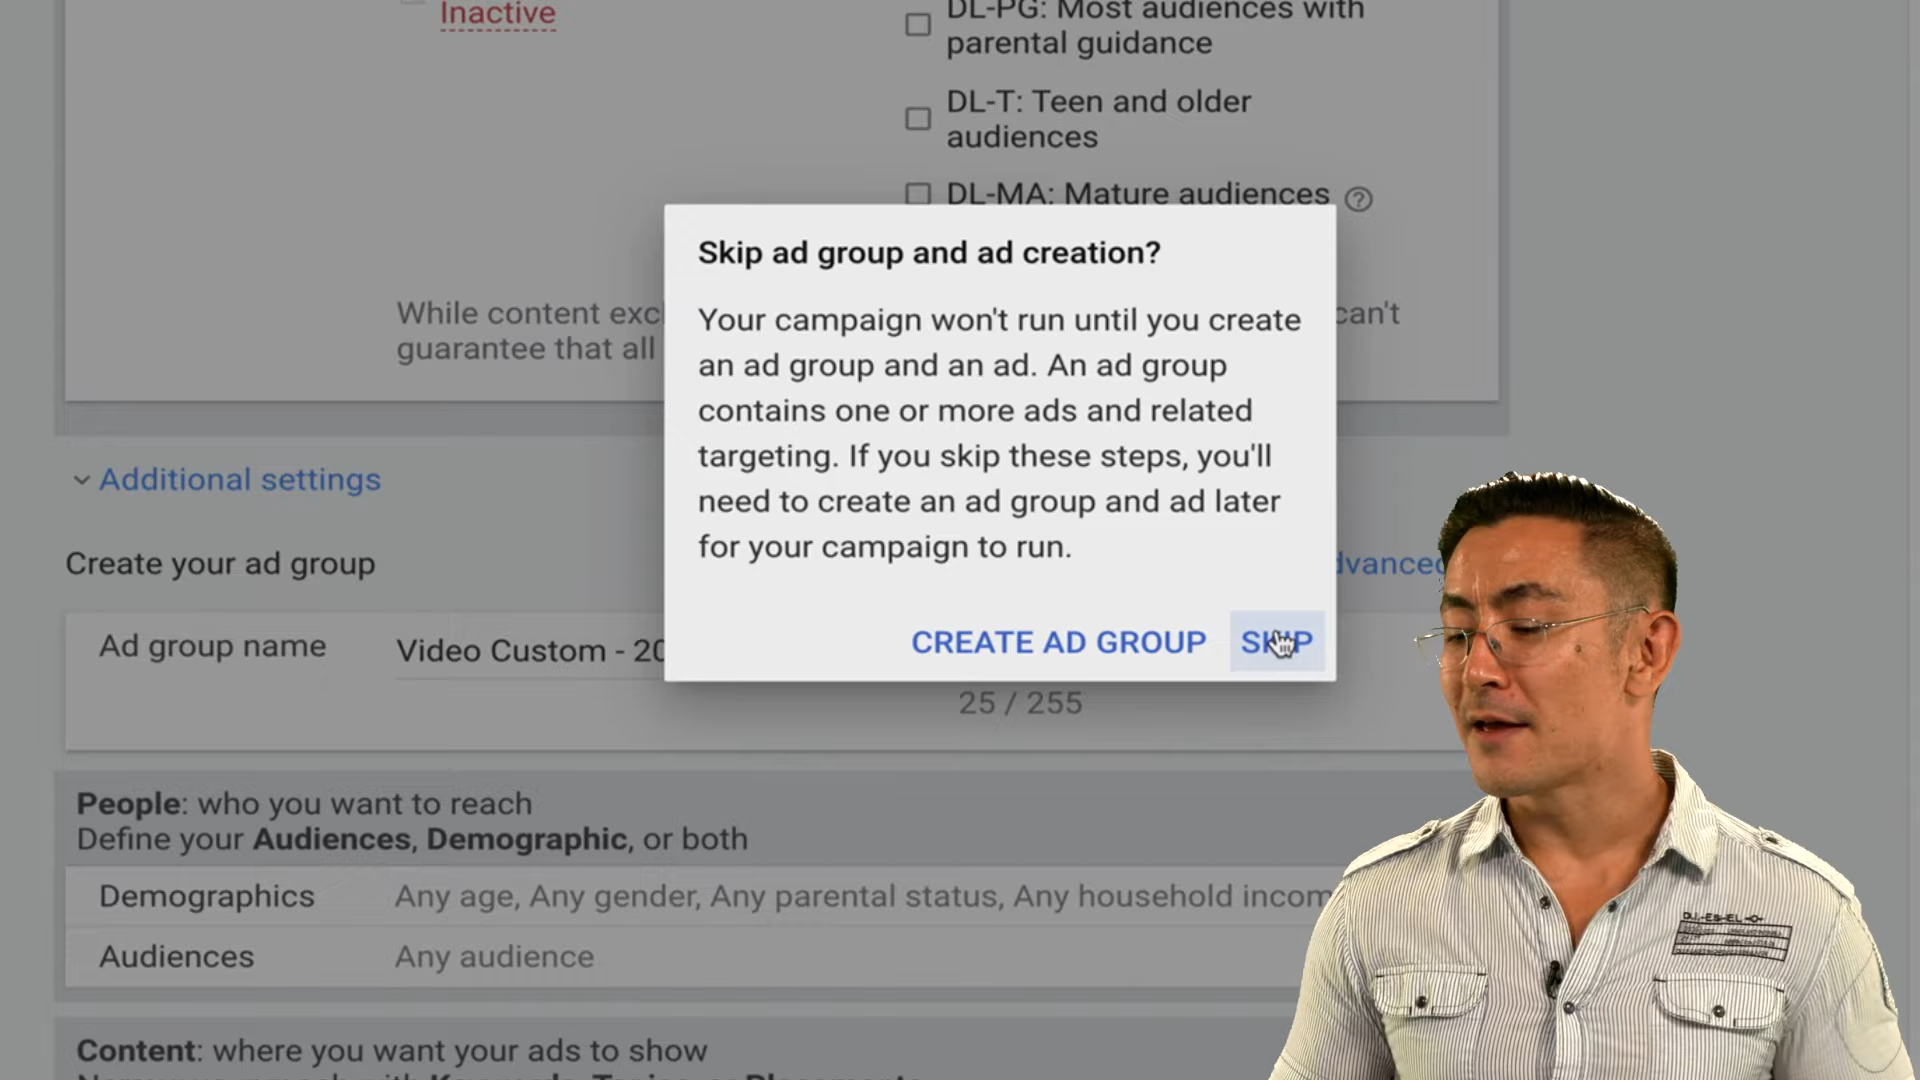 Inactive
DL-PG: Most audiences with
parental guidance
DL-T: Teen and older
audiences
DL-MA: Mature audiences
Skip ad group and ad creation?
Your campaign won't run until you create
an ad group and an ad. An ad group
contains one or more ads and related
targeting. If you skip these steps, you'll
need to create an ad group and ad later
for your campaign to run.
CREATE AD GROUP SKIP
While content can't
guarantee that all
Additional settings
Create your ad group
Ad group name
Video Custom - 20
25 / 255
People: who you want to reach
Define your Audiences, Demographic, or both
Demographics Any age, Any gender, Any parental status, Any household incom
Audiences Any audience
Content: where you want your ads to show
D.I.-ES-EL